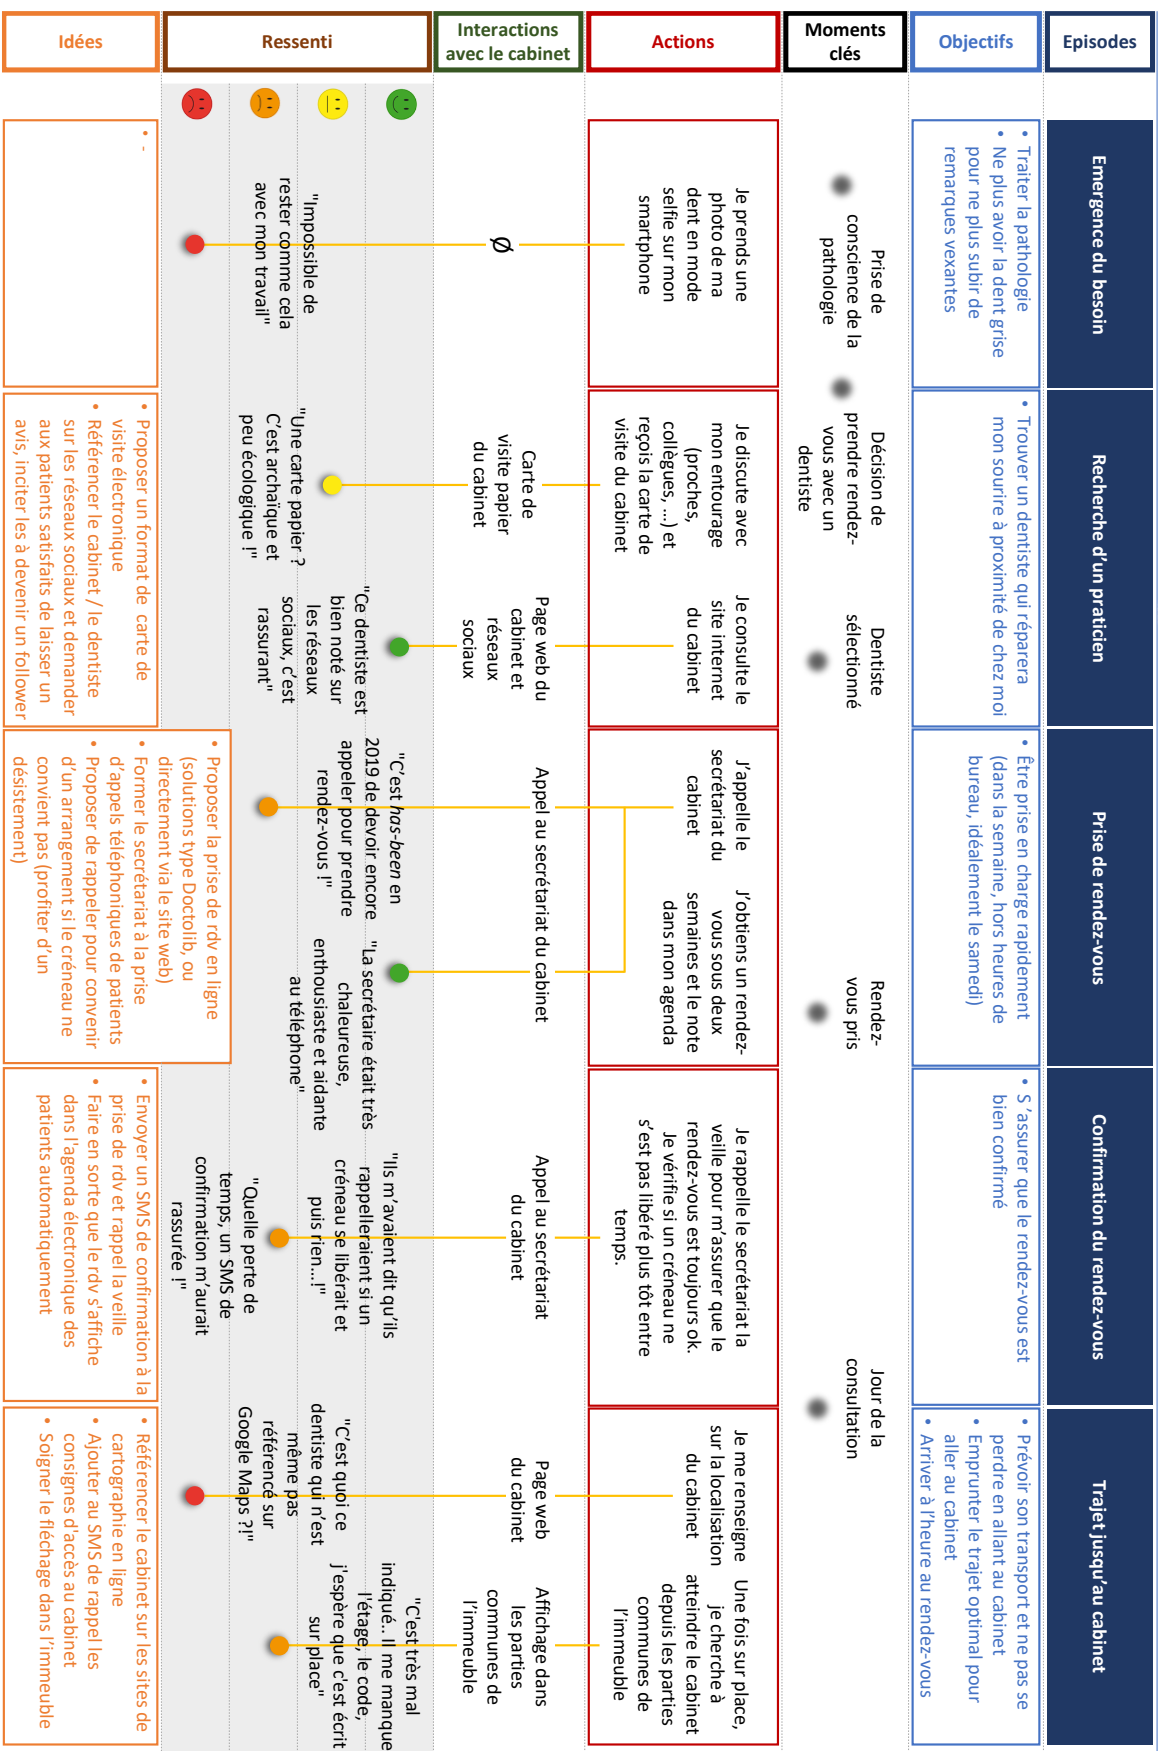 Idées
Ressenti
Interactions
avec le cabinet
Actions
Moments
clés
Objectifs
Episodes
Emergence du besoin
• Traiter la pathologie
• Ne plus avoir la dent grise
pour ne plus subir de
remarques vexantes
Prise de
conscience de la
pathologie
Je prends une
photo de ma
dent en mode
selfie sur mon
smartphone
Ø
"Impossible de
rester comme cela
avec mon travail"
• -
Recherche d'un praticien
• Trouver un dentiste qui réparera
mon sourire à proximité de chez moi
Décision de
prendre rendez-
vous avec un
dentiste
Dentiste
sélectionné
Je discute avec
mon entourage
(proches,
collègues, ...) et
reçois la carte de
visite du cabinet
Je consulte le
site internet
du cabinet
Carte de
visite papier
du cabinet
Page web du
cabinet et
réseaux
sociaux
"Une carte papier ?
C'est archaïque et
peu écologique !"
"Ce dentiste est
bien noté sur
les réseaux
sociaux, c'est
rassurant"
• Proposer un format de carte de
visite électronique
• Référencer le cabinet / le dentiste
sur les réseaux sociaux et demander
aux patients satisfaits de laisser un
avis, inciter les à devenir un follower
Prise de rendez-vous
• Être prise en charge rapidement
(dans la semaine, hors heures de
bureau, idéalement le samedi)
Rendez-
vous pris
J'appelle le
secrétariat du
cabinet
J'obtiens un rendez-
vous sous deux
semaines et le note
dans mon agenda
Appel au secrétariat du cabinet
"C'est has-been en
2019 de devoir encore
appeler pour prendre
rendez-vous !"
"La secrétaire était très
chaleureuse,
enthousiaste et aidante
au téléphone"
• Proposer la prise de rdv en ligne
(solutions type Doctolib, ou
directement via le site web)
• Former le secrétariat à la prise
d'appels téléphoniques de patients
• Proposer de rappeler pour convenir
d'un arrangement si le créneau ne
convient pas (profiter d'un
désistement)
Confirmation du rendez-vous
• S 'assurer que le rendez-vous est
bien confirmé
Jour de la
consultation
Je rappelle le secrétariat la
veille pour m'assurer que le
rendez-vous est toujours ok.
Je vérifie si un créneau ne
s'est pas libéré plus tôt entre
temps.
Appel au secrétariat
du cabinet
"Ils m'avaient dit qu'ils
rappelleraient si un
créneau se libérait et
puis rien...!"
"Quelle perte de
temps, un SMS de
confirmation m'aurait
rassurée !"
• Envoyer un SMS de confirmation à la
prise de rdv et rappel la veille
• Faire en sorte que le rdv s'affiche
dans l'agenda électronique des
patients automatiquement
Trajet jusqu'au cabinet
• Prévoir son transport et ne pas se
perdre en allant au cabinet
• Emprunter le trajet optimal pour
aller au cabinet
• Arriver à l'heure au rendez-vous
Je me renseigne
sur la localisation
du cabinet
Une fois sur place,
je cherche à
atteindre le cabinet
depuis les parties
communes de
l'immeuble
Page web
du cabinet
Affichage dans
les parties
communes de
l'immeuble
"C'est quoi ce
dentiste qui n'est
même pas
référencé sur
Google Maps ?!"
"C'est très mal
indiqué.. Il me manque
l'étage, le code,
j'espère que c'est écrit
sur place"
• Référencer le cabinet sur les sites de
cartographie en ligne
• Ajouter au SMS de rappel les
consignes d'accès au cabinet
• Soigner le fléchage dans l'immeuble